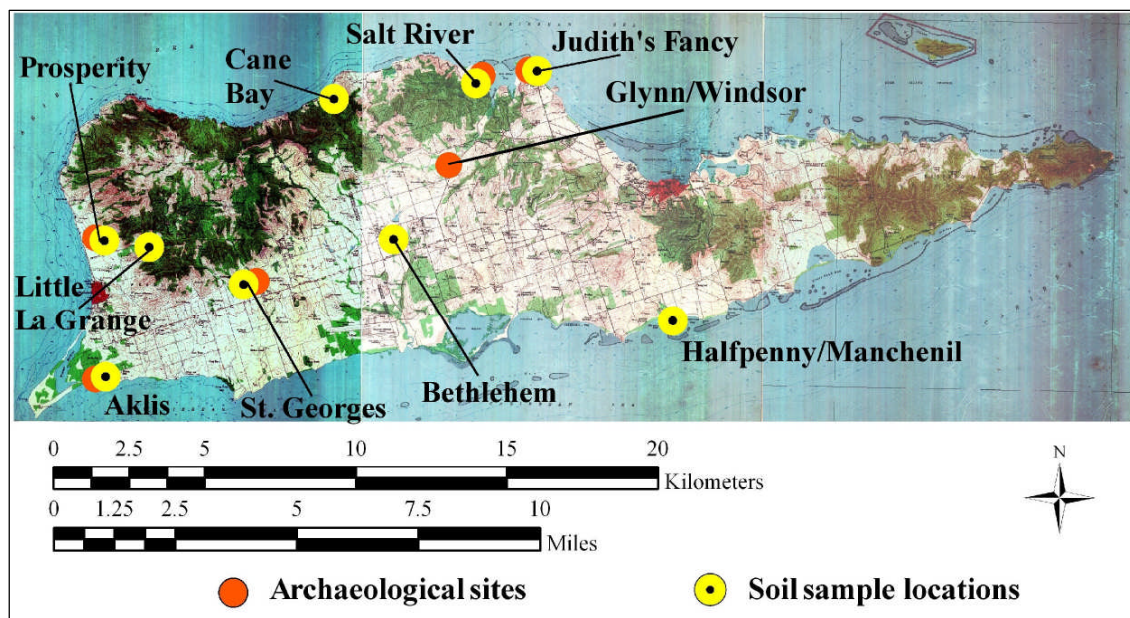 Salt River
Judith's Fancy
Prosperity
Cane
Bay
Glynn/Windsor
Little
La Grange
Halfpenny/Manchenil
Bethlehem
Aklis
St. Georges
0 2.5 5 10 15 20
Kilometers
0 1.25 2.5 5 7.5 10
Miles
N
Archaeological sites
Soil sample locations